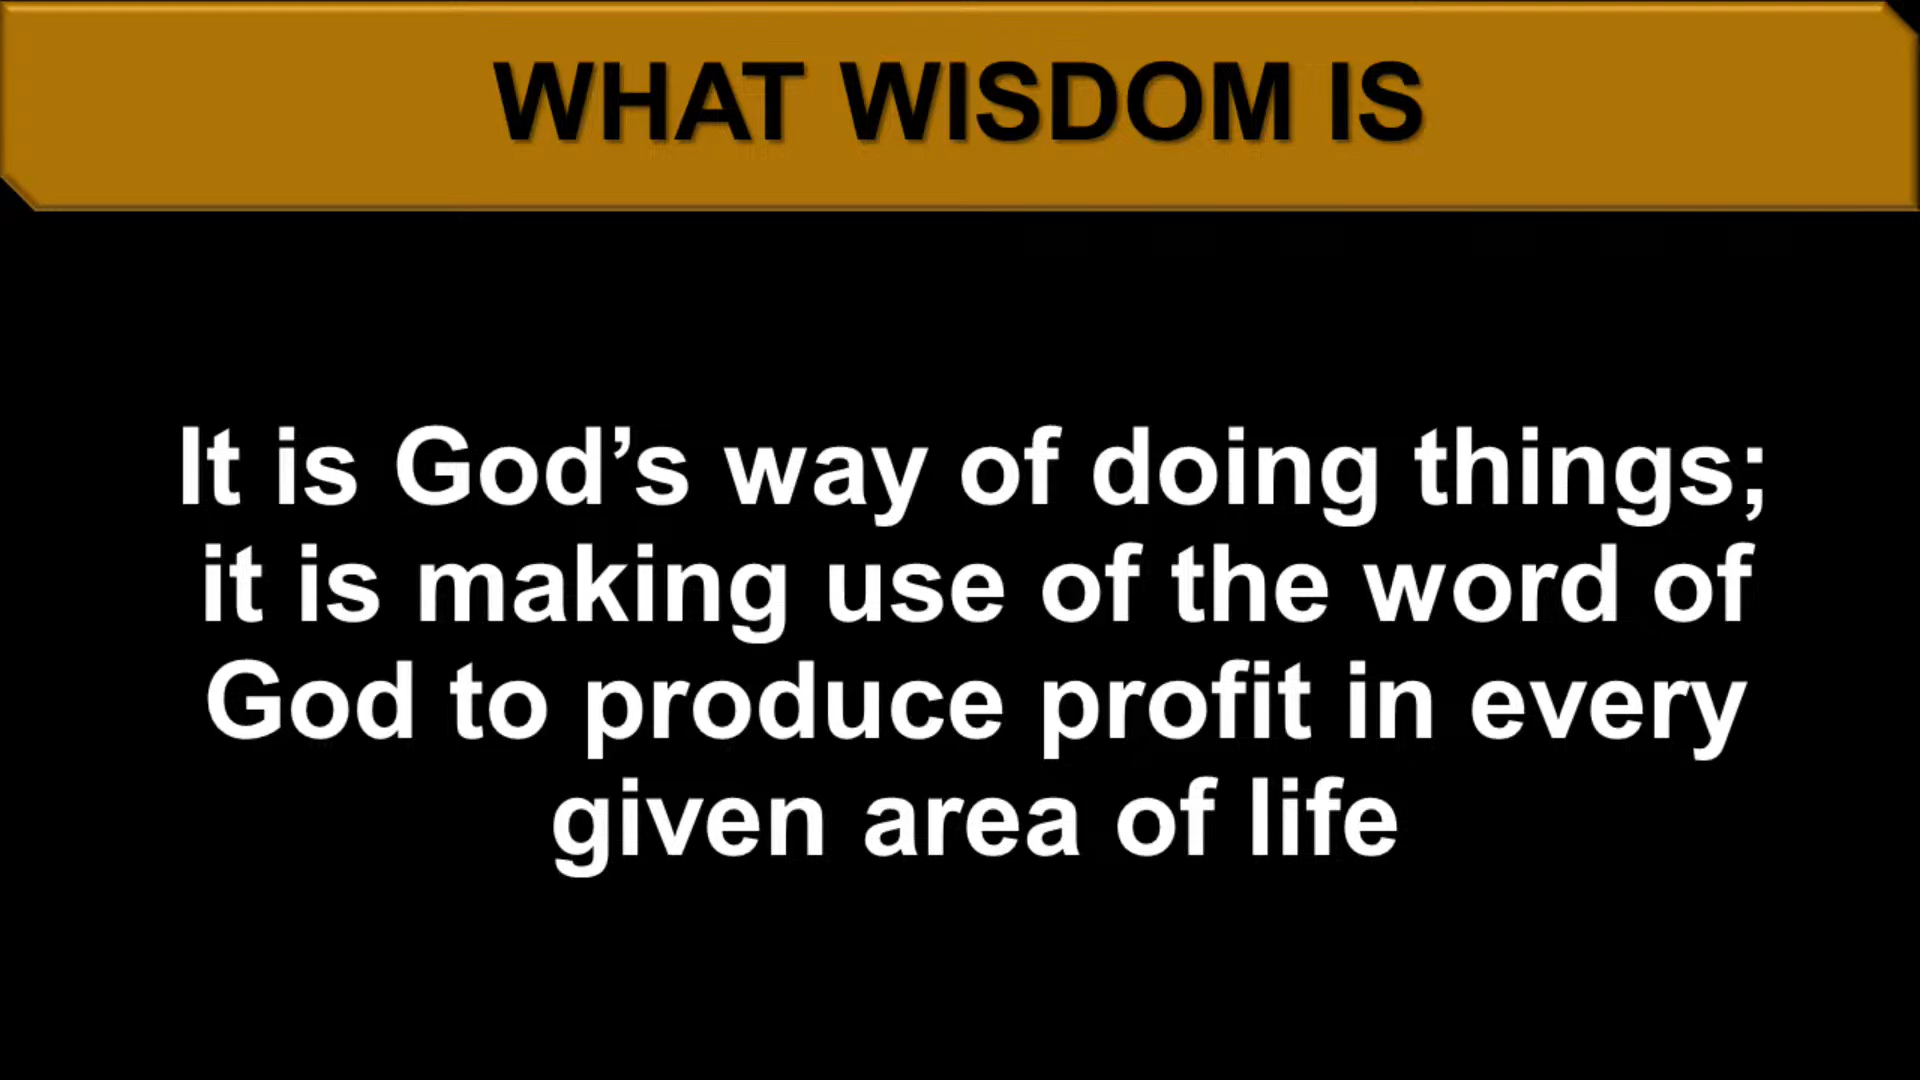 WHAT WISDOM IS
It is God’s way of doing things;
it is making use of the word of
God to produce profit in every
given area of life